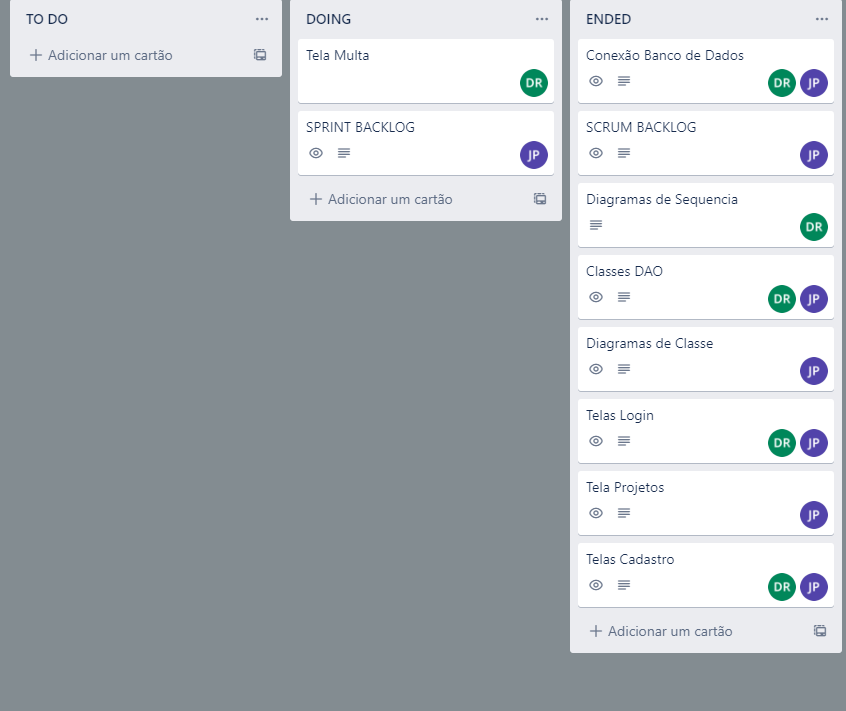 TO DO
Adicionar um cartão
DOING
Tela Multa
DR
SPRINT BACKLOG
JP
Adicionar um cartão
ENDED
Conexão Banco de Dados
DR JP
SCRUM BACKLOG
JP
Diagramas de Sequencia
DR
Classes DAO
DR JP
Diagramas de Classe
JP
Telas Login
DR JP
Tela Projetos
JP
Telas Cadastro
DR JP
Adicionar um cartão